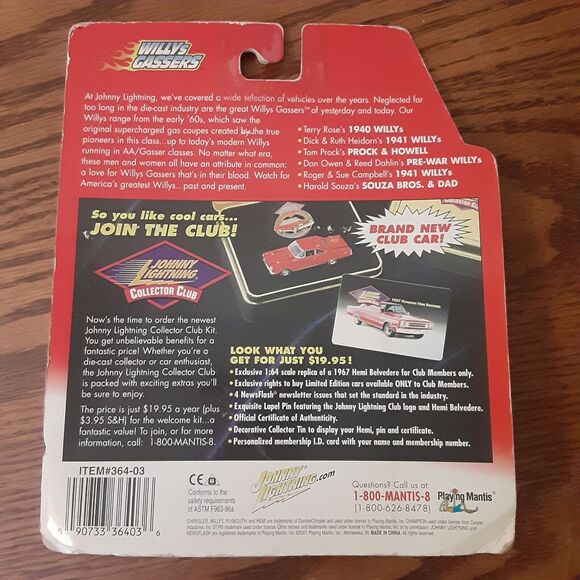 WILLYS
GASSERS
At Johnny Lightning, we've covered a wide selection of vehicles over the years. Neglected far
too long in the die-cast industry are the great Willys Gassers™ of yesterday and today. Our
Willys range from the early '60s, which saw the
original supercharged gas coupes created by the true
pioneers in this class...up to today's modern Willys
running in AA/Gasser classes. No matter what era,
these men and women all have an attribute in common:
a love for Willys Gassers that's in their blood. Watch for
America's greatest Willys...past and present.
• Terry Rose's 1940 WILLYs
• Dick & Ruth Heidorn's 1941 WILLYs
• Tom Prock's PROCK & HOWELL
• Don Owen & Reed Dahlin's PRE-WAR WILLYs
• Roger & Sue Campbell's 1941 WILLYs
• Harold Souza's SOUZA BROS. & DAD
So you like cool cars...
JOIN THE CLUB!
BRAND NEW
CLUB CAR!
JOHNNY
LIGHTNING
COLLECTOR CLUB
Now's the time to order the newest
Johnny Lightning Collector Club Kit.
You get unbelievable benefits for a
fantastic price! Whether you're a
die-cast collector or car enthusiast,
the Johnny Lightning Collector Club
is packed with exciting extras you'll
be sure to enjoy.
The price is just $19.95 a year (plus
$3.95 S&H) for the welcome kit...a
fantastic value! To join, or for more
information, call: 1-800-MANTIS-8.
LOOK WHAT YOU
GET FOR JUST $19.95!
• Exclusive 1:64 scale replica of a 1967 Hemi Belvedere for Club Members only.
• Exclusive rights to buy Limited Edition cars available ONLY to Club Members.
• 4 NewsFlash® newsletter issues that set the standard in the industry.
• Exquisite Lapel Pin featuring the Johnny Lightning Club logo and Hemi Belvedere.
• Official Certificate of Authenticity.
• Decorative Collector Tin to display your Hemi, pin and certificate.
• Personalized membership I.D. card with your name and membership number.
ITEM#364-03
0 90733 36403 6
CE
Conforms to the
safety requirements
of ASTM F963-96a
JOHNNY
LIGHTNING.com
Questions? Call us at:
1-800-MANTIS-8
[1-800-626-8478]
Playing Mantis®